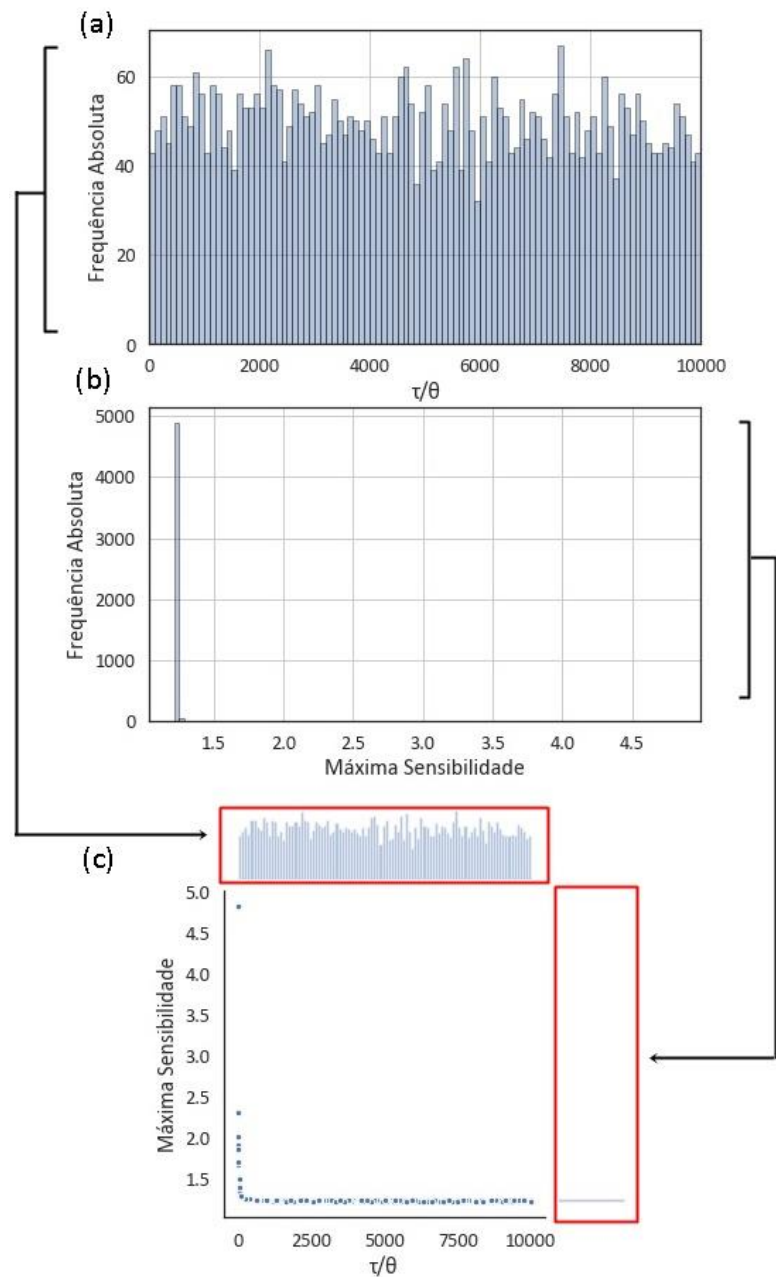 (a)
Frequência Absoluta
60
40
20
0
0 2000 4000 6000 8000 10000
τ/θ
(b)
Frequência Absoluta
5000
4000
3000
2000
1000
0
1.5 2.0 2.5 3.0 3.5 4.0 4.5
Máxima Sensibilidade
(c)
Máxima Sensibilidade
5.0
4.5
4.0
3.5
3.0
2.5
2.0
1.5
0 2500 5000 7500 10000
τ/θ